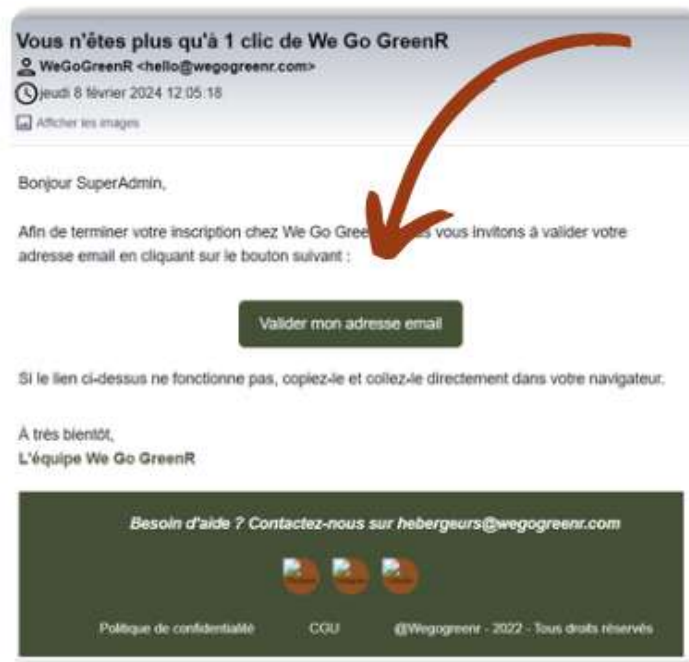 Vous n'êtes plus qu'à 1 clic de We Go GreenR
WeGoGreenR <hello@wegogreenr.com>
jeudi 8 février 2024 12:05:18
Afficher les images
Bonjour SuperAdmin,
Afin de terminer votre inscription chez We Go Gree vous invitons à valider votre
adresse email en cliquant sur le bouton suivant :
Valider mon adresse email
Si le lien ci-dessus ne fonctionne pas, copiez-le et collez-le directement dans votre navigateur.
À très bientôt,
L'équipe We Go GreenR
Besoin d'aide ? Contactez-nous sur hebergeurs@wegogreenr.com
Politique de confidentialité CGU @Wegogreenr - 2022 - Tous droits réservés